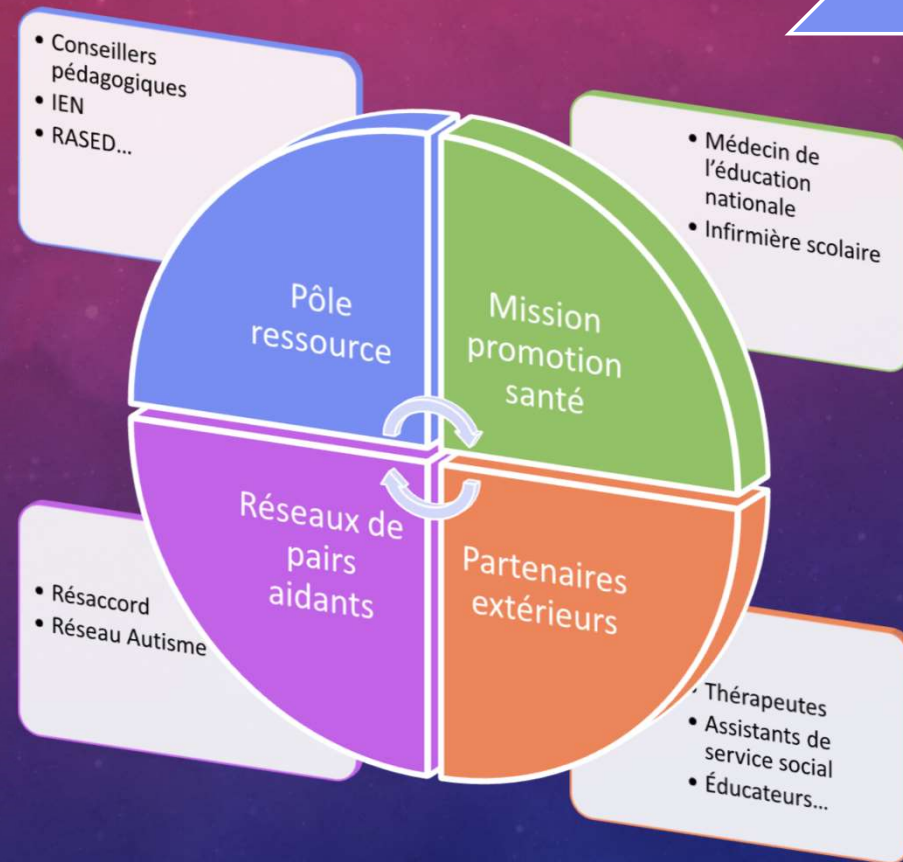 • Conseillers
pédagogiques
• IEN
• RASED...
• Médecin de
l'éducation
nationale
• Infirmière scolaire
Pôle
ressource
Mission
promotion
santé
Réseaux de
pairs
aidants
Partenaires
extérieurs
• Résaccord
• Réseau Autisme
• Thérapeutes
• Assistants de
service social
• Éducateurs...